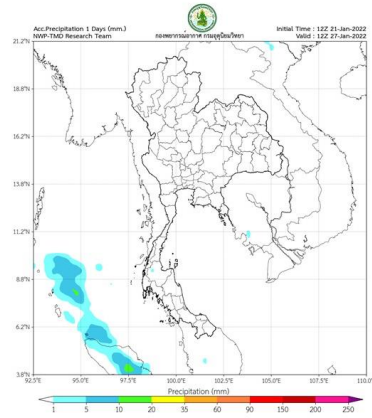 Acc.Precipitation 1 Days (mm.)
Initial Time : 12Z 21-Jan-2022
NWP-TMD Research Team
กองพยากรณ์อากาศ กรมอุตุนิยมวิทยา
Valid : 12Z 27-Jan-2022
21.2°N
18.8°N
16.2°N
13.8°N
11.2°N
8.8°N
6.2°N
3.8°N
92.5°E 95.0°E 97.5°E 100.0°E 102.5°E 105.0°E 107.5°E 110.0°E
Precipitation (mm)
1 5 10 20 35 60 90 150 200 250